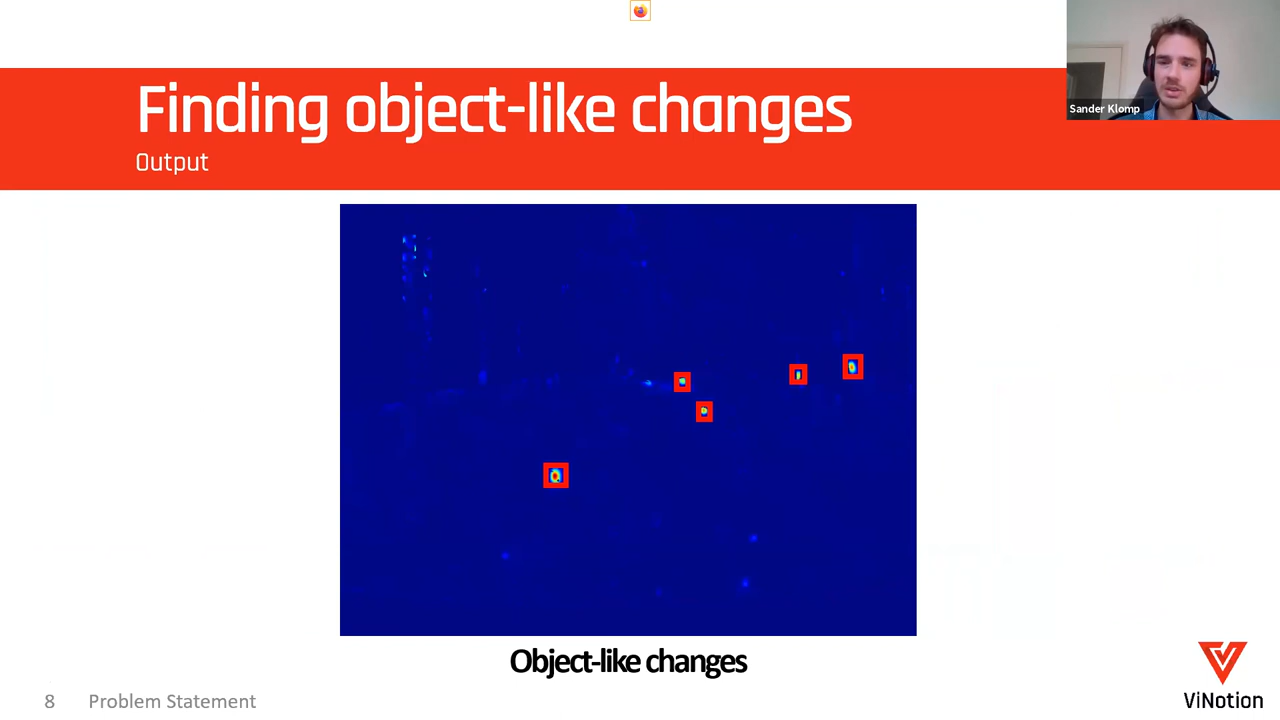 Finding object-like changes
Output
Sander Klomp
Object-like changes
8 Problem Statement
ViNotion